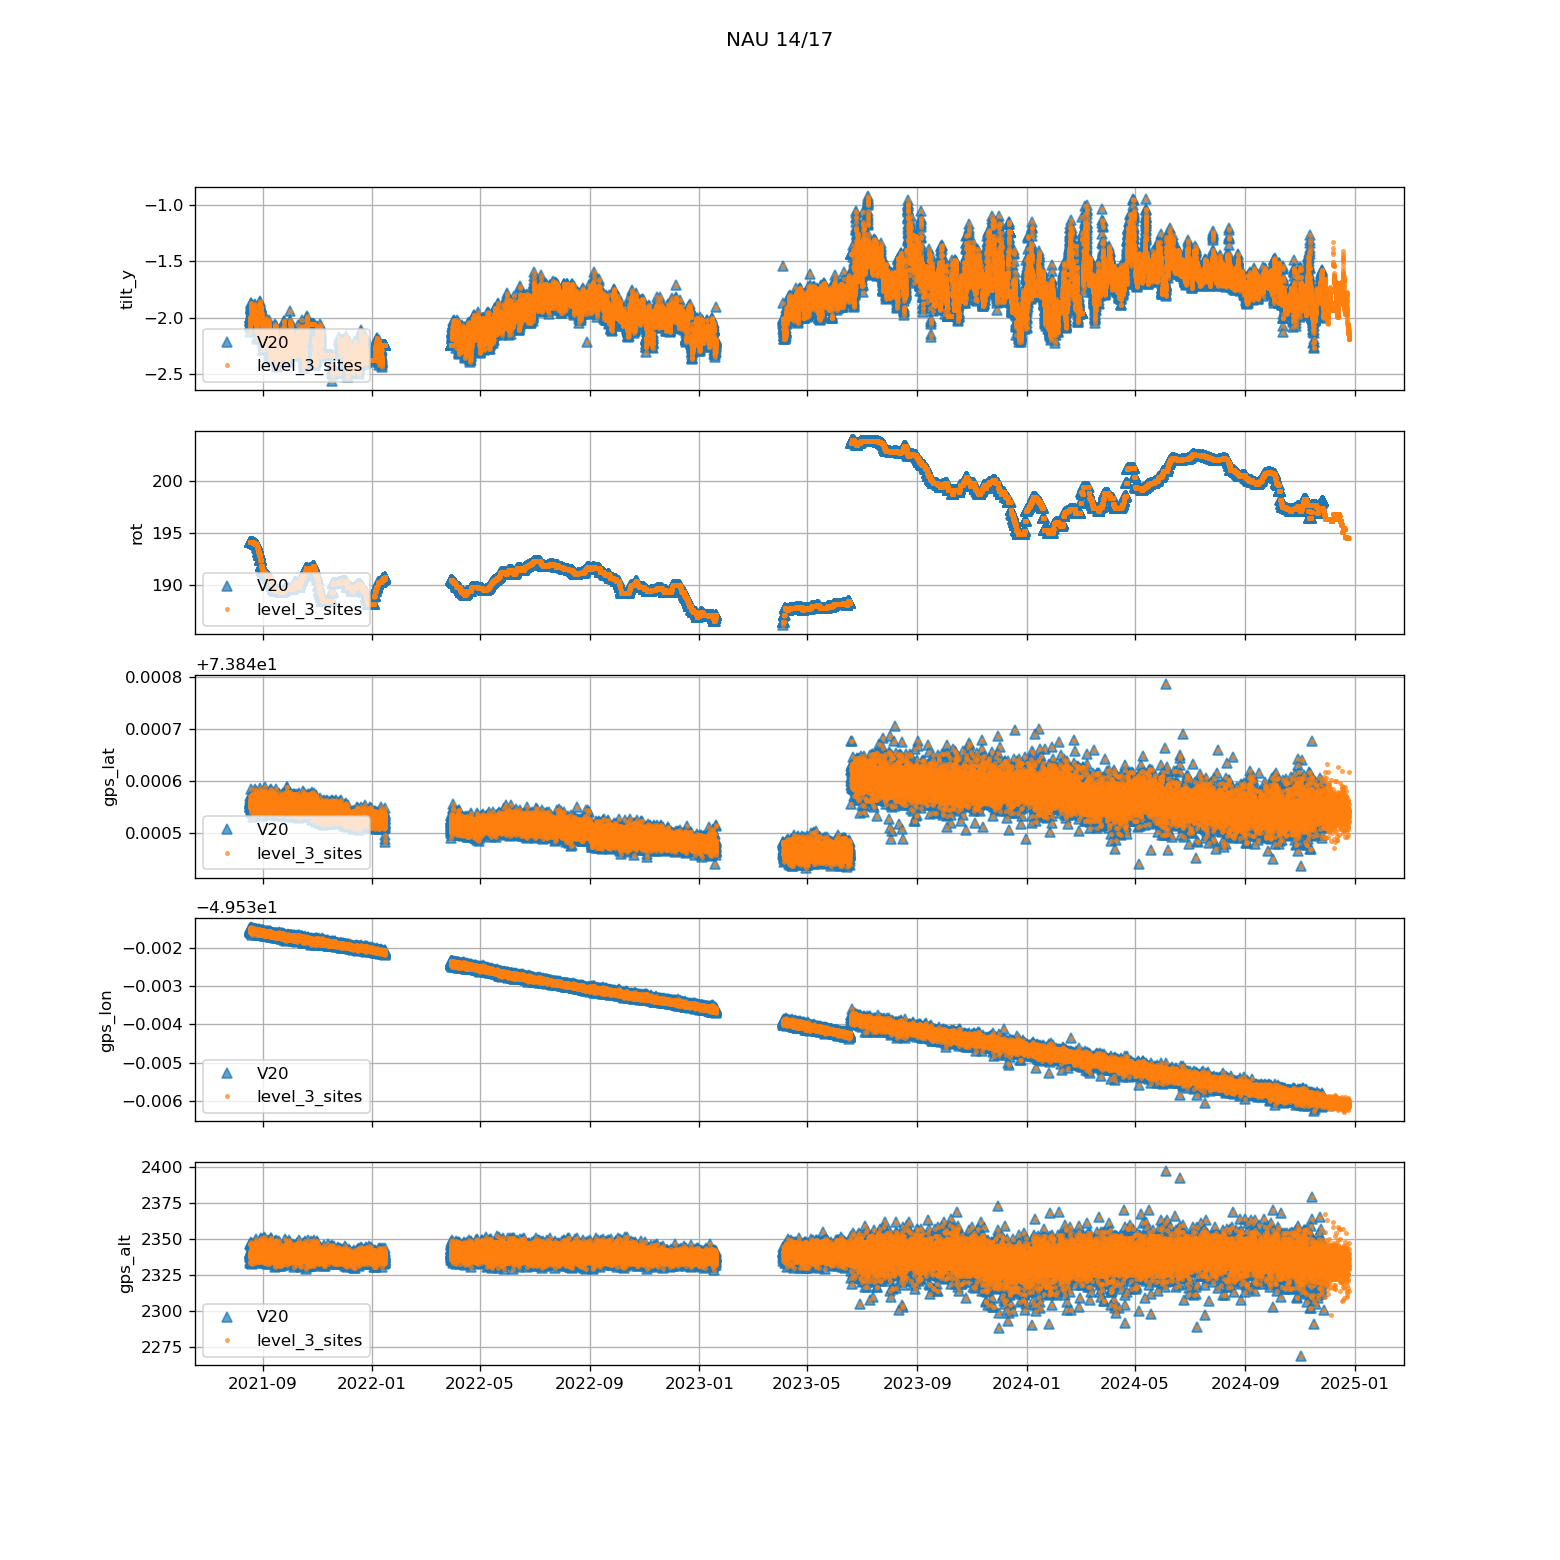 NAU 14/17
−1.0
−1.5
−2.0
−2.5
tilt_y
V20
level_3_sites
200
195
190
rot
V20
level_3_sites
+7.384e1
0.0008
0.0007
0.0006
0.0005
gps_lat
V20
level_3_sites
−4.953e1
−0.002
−0.003
−0.004
−0.005
−0.006
gps_lon
V20
level_3_sites
2400
2375
2350
2325
2300
2275
gps_alt
V20
level_3_sites
2021-09 2022-01 2022-05 2022-09 2023-01 2023-05 2023-09 2024-01 2024-05 2024-09 2025-01